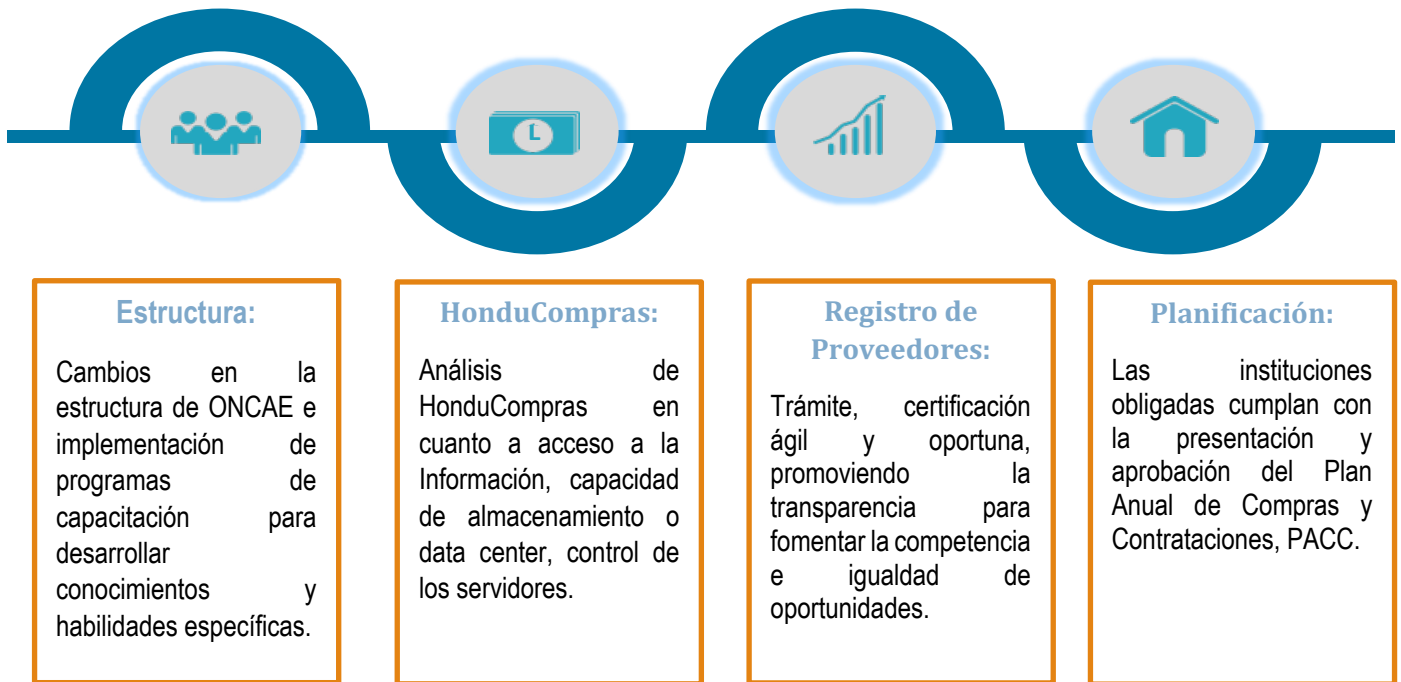 Estructura:
Cambios en la
estructura de ONCAE e
implementación de
programas de
capacitación para
desarrollar
conocimientos y
habilidades específicas.
HonduCompras:
Análisis de
HonduCompras en
cuanto a acceso a la
Información, capacidad
de almacenamiento o
data center, control de
los servidores.
Registro de
Proveedores:
Trámite, certificación
ágil y oportuna,
promoviendo la
transparencia para
fomentar la competencia
e igualdad de
oportunidades.
Planificación:
Las instituciones
obligadas cumplan con
la presentación y
aprobación del Plan
Anual de Compras y
Contrataciones, PACC.